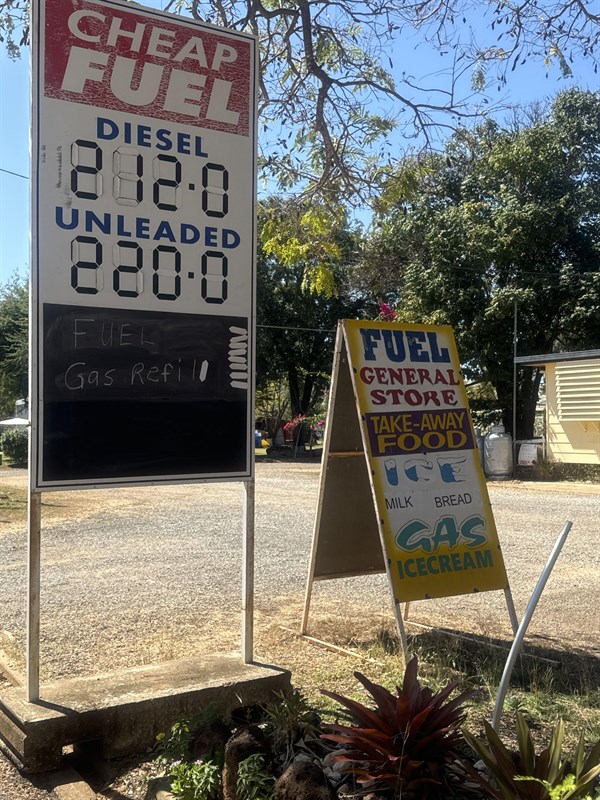 CHEAP
FUEL
DIESEL
212.0
UNLEADED
220.0
FUEL
Gas Refill
FUEL
GENERAL
STORE
TAKE-AWAY
FOOD
ICE
MILK BREAD
GAS
ICECREAM